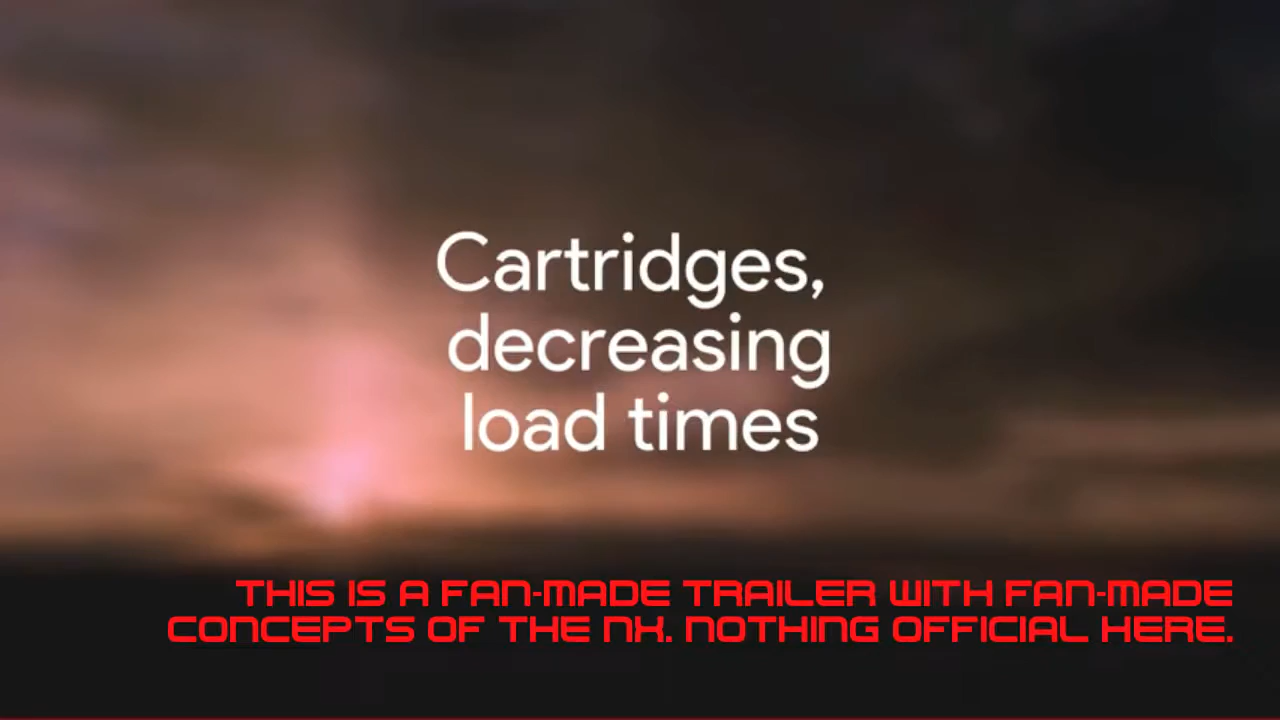 Cartridges,
decreasing
load times
THIS IS A FAN-MADE TRAILER WITH FAN-MADE
CONCEPTS OF THE NX. NOTHING OFFICIAL HERE.